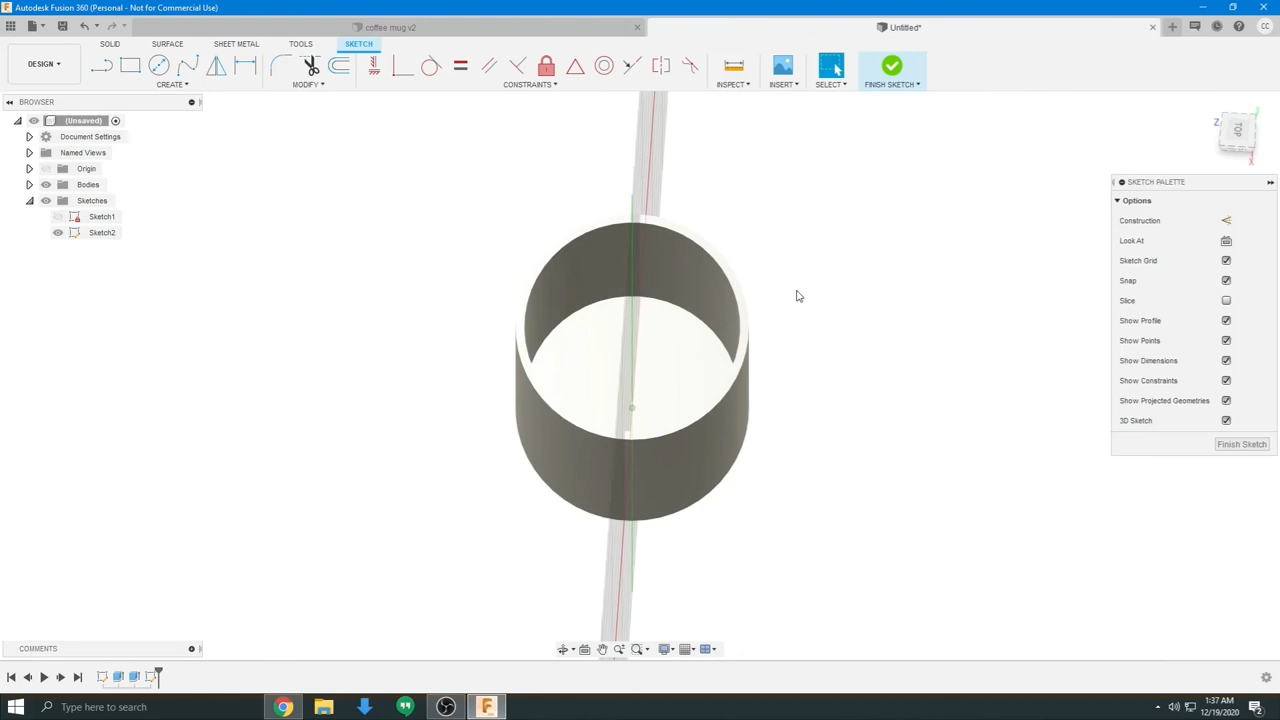 Autodesk Fusion 360 (Personal - Not for Commercial Use)
coffee mug v2
Untitled*
CC
DESIGN
SOLID
SURFACE
SHEET METAL
TOOLS
SKETCH
CREATE
MODIFY
CONSTRAINTS
INSPECT
INSERT
SELECT
FINISH SKETCH
BROWSER
(Unsaved)
Document Settings
Named Views
Origin
Bodies
Sketches
Sketch1
Sketch2
TOP
Z
X
SKETCH PALETTE
Options
Construction
Look At
Sketch Grid
Snap
Slice
Show Profile
Show Points
Show Dimensions
Show Constraints
Show Projected Geometries
3D Sketch
Finish Sketch
COMMENTS
Type here to search
1:37 AM
12/19/2020
2